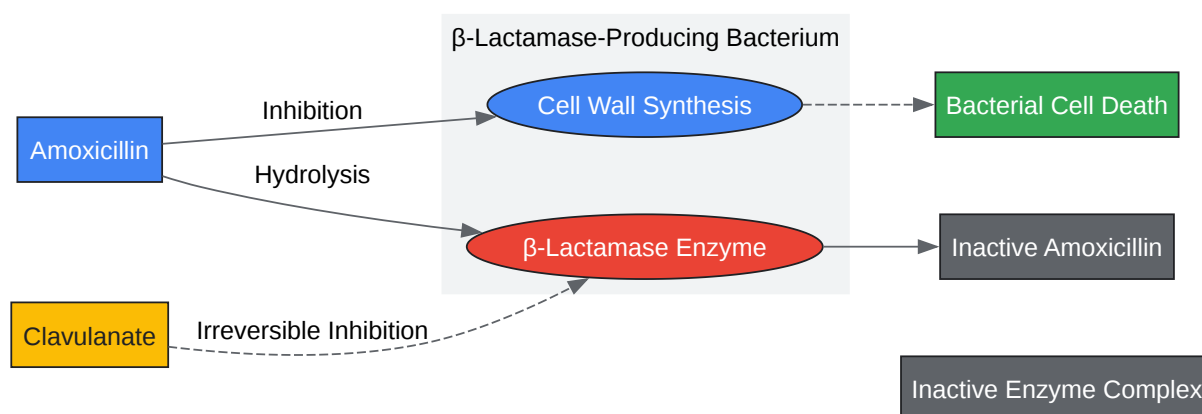 β-Lactamase-Producing Bacterium
Inhibition
Cell Wall Synthesis
Bacterial Cell Death
Amoxicillin
Hydrolysis
β-Lactamase Enzyme
Inactive Amoxicillin
Clavulanate
Irreversible Inhibition
Inactive Enzyme Complex